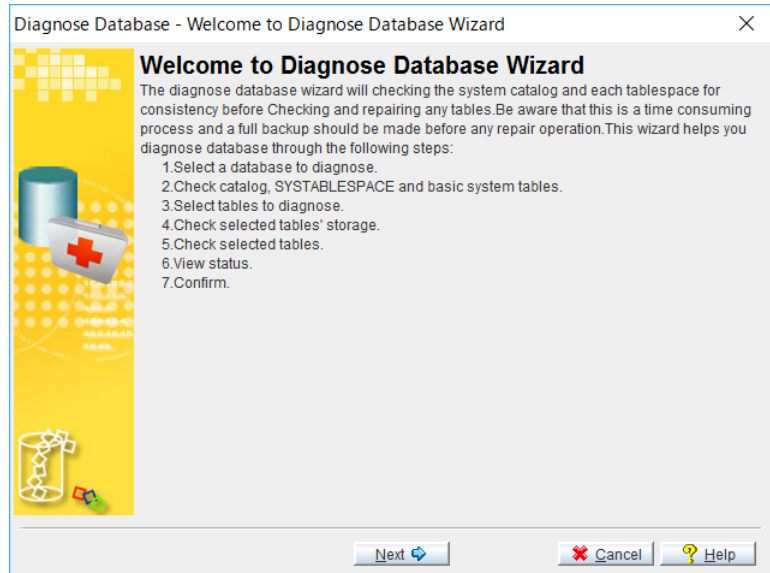 Diagnose Database - Welcome to Diagnose Database Wizard
Welcome to Diagnose Database Wizard
The diagnose database wizard will checking the system catalog and each tablespace for
consistency before Checking and repairing any tables.Be aware that this is a time consuming
process and a full backup should be made before any repair operation.This wizard helps you
diagnose database through the following steps:
1.Select a database to diagnose.
2.Check catalog, SYSTABLESPACE and basic system tables.
3.Select tables to diagnose.
4.Check selected tables' storage.
5.Check selected tables.
6.View status.
7.Confirm.
Next
Cancel
Help